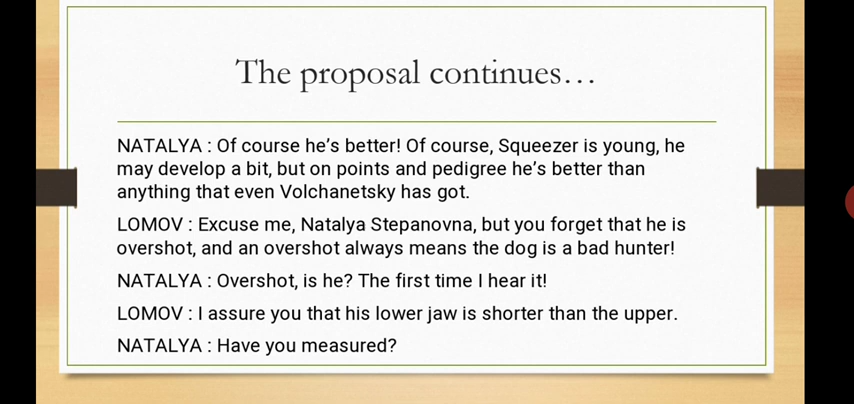 The proposal continues…
NATALYA : Of course he's better! Of course, Squeezer is young, he
may develop a bit, but on points and pedigree he's better than
anything that even Volchanetsky has got.
LOMOV : Excuse me, Natalya Stepanovna, but you forget that he is
overshot, and an overshot always means the dog is a bad hunter!
NATALYA : Overshot, is he? The first time I hear it!
LOMOV : I assure you that his lower jaw is shorter than the upper.
NATALYA : Have you measured?